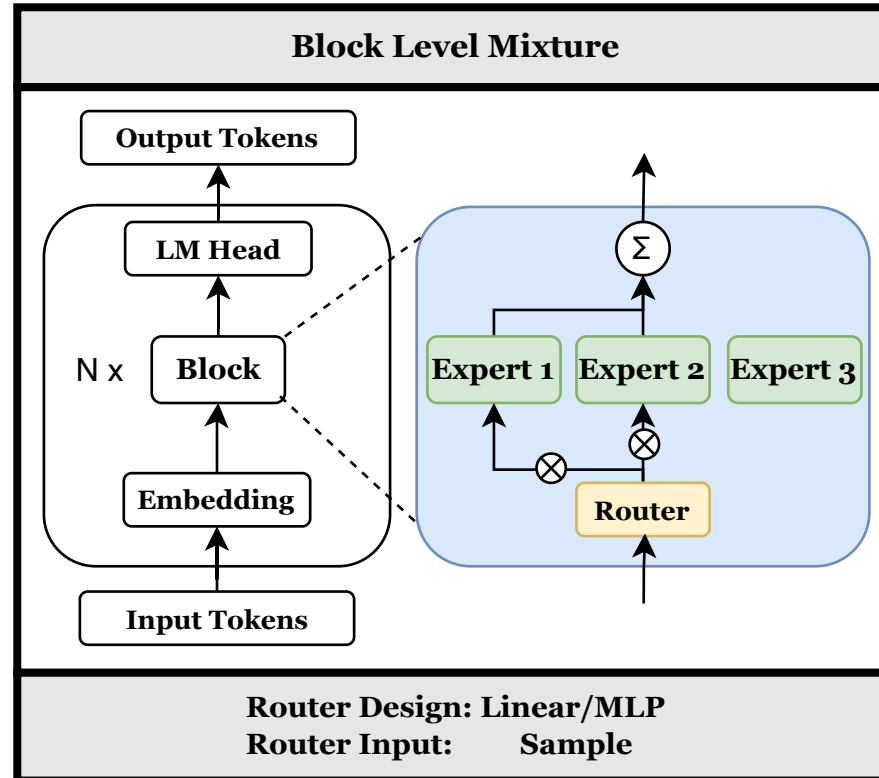 Block Level Mixture
Output Tokens
LM Head
N x
Block
Embedding
Input Tokens
Σ
Expert 1
Expert 2
Expert 3
Router
Router Design: Linear/MLP
Router Input: Sample